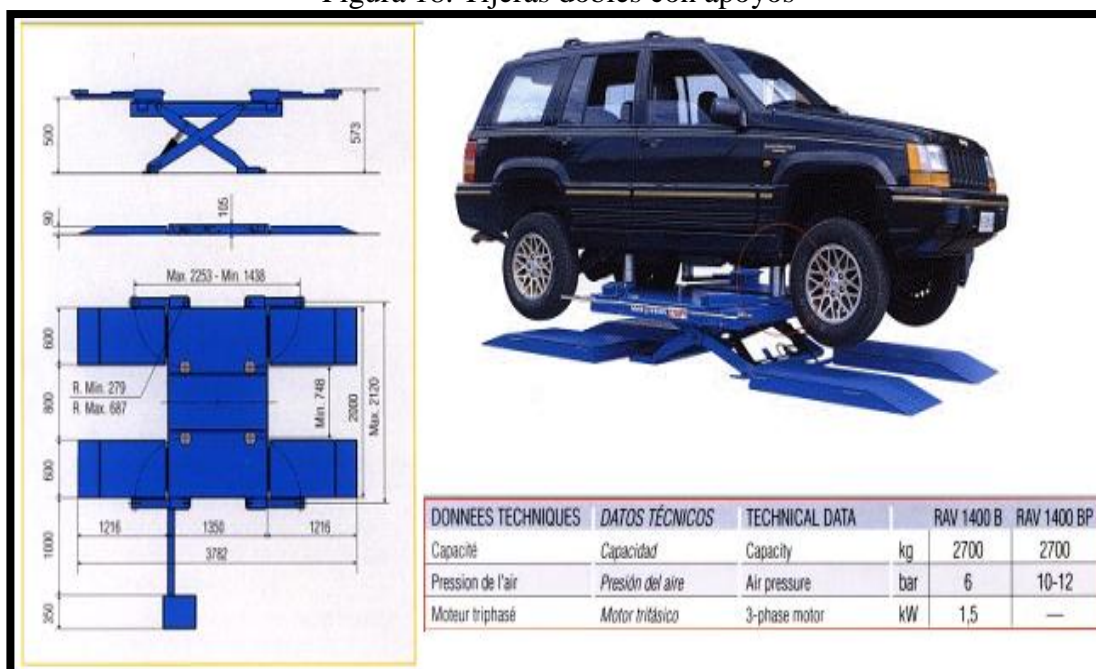 Figura 18. Tijeras dobles con apoyos
500
573
90
105
Max. 2253 - Min. 1438
600
800
600
1000
350
R. Min. 279
R. Max. 687
Min. 748
2000
Max. 2120
1216 1350 1216
3782
DONNEES TECHNIQUES DATOS TÉCNICOS TECHNICAL DATA RAV 1400 B RAV 1400 BP
Capacité Capacidad Capacity kg 2700 2700
Pression de l'air Presión del aire Air pressure bar 6 10-12
Moteur triphasé Motor trifásico 3-phase motor kW 1,5 —